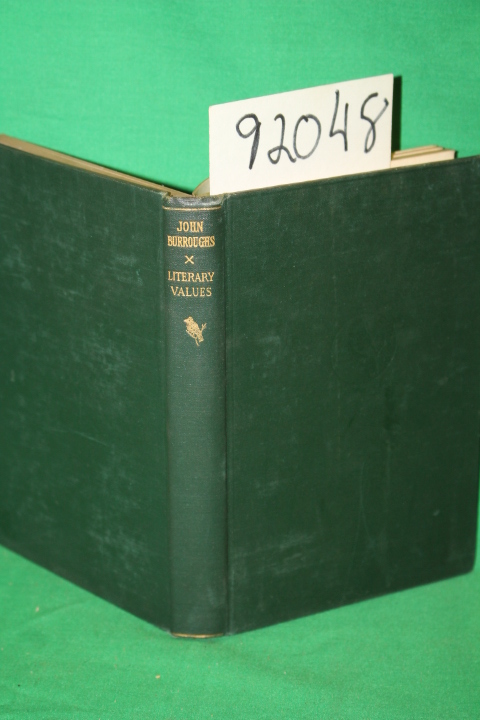 92048
JOHN
BURROUGHS
X
LITERARY
VALUES